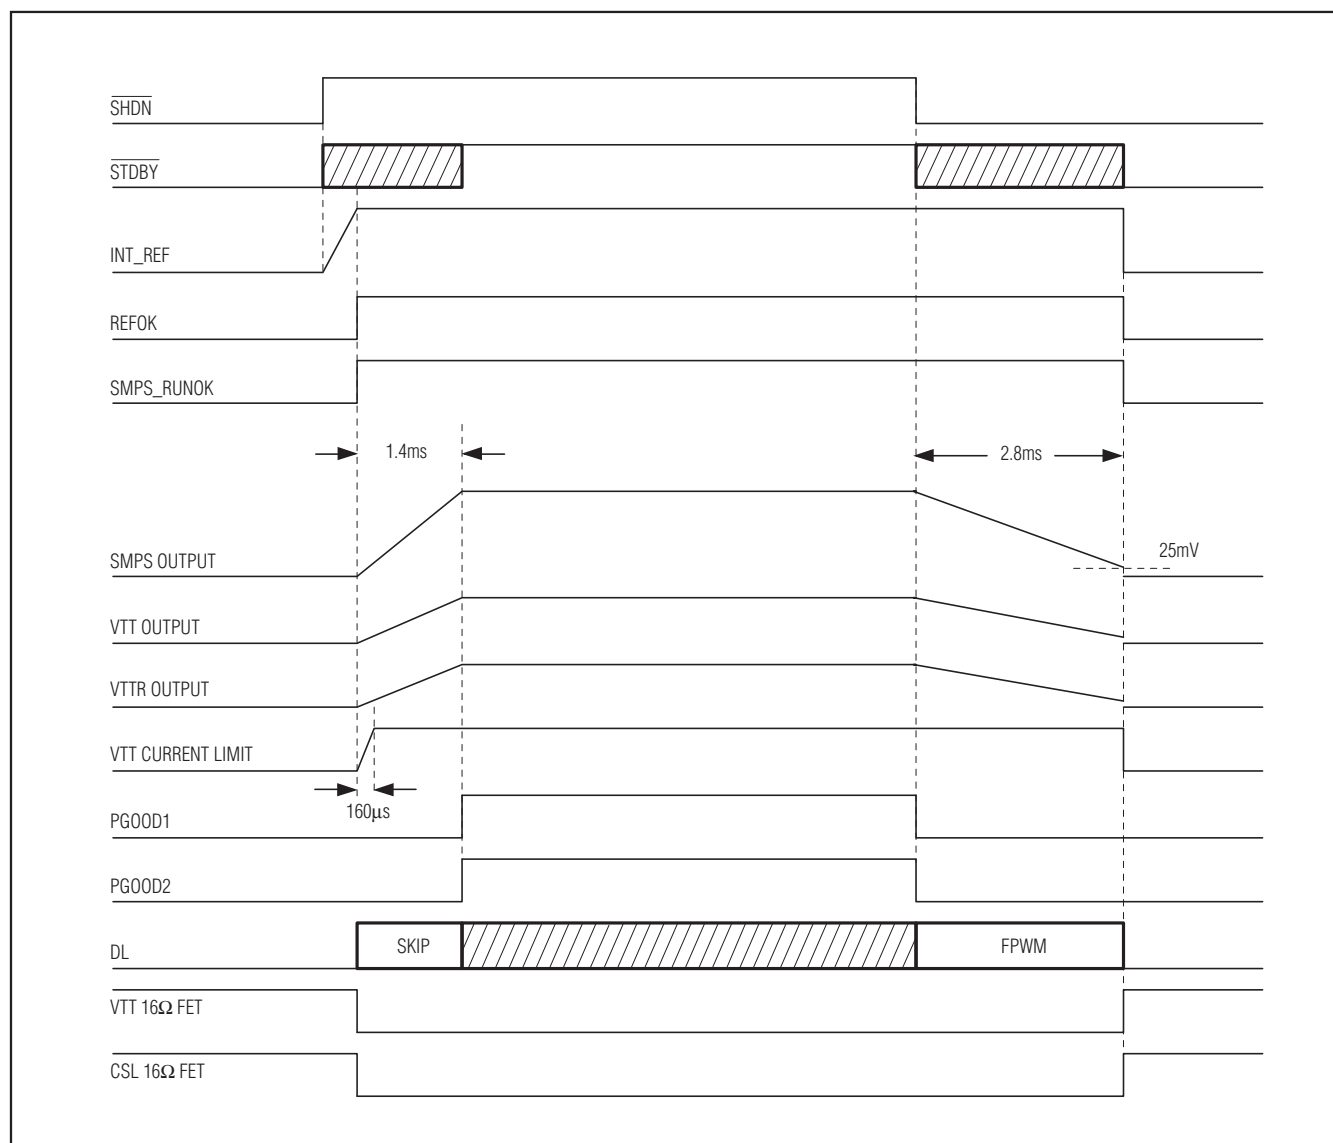 SHDN
STDBY
INT_REF
REFOK
SMPS_RUNOK
1.4ms
2.8ms
SMPS OUTPUT
25mV
VTT OUTPUT
VTTR OUTPUT
VTT CURRENT LIMIT
160μs
PGOOD1
PGOOD2
DL
SKIP
FPWM
VTT 16Ω FET
CSL 16Ω FET